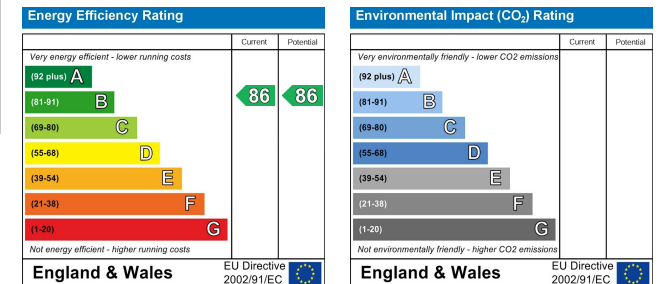 Energy Efficiency Rating
Current Potential
Very energy efficient - lower running costs
(92 plus) A
(81-91) B
86 86
(69-80) C
(55-68) D
(39-54) E
(21-38) F
(1-20) G
Not energy efficient - higher running costs
England & Wales
EU Directive
2002/91/EC
Environmental Impact (CO₂) Rating
Current Potential
Very environmentally friendly - lower CO2 emissions
(92 plus) A
(81-91) B
(69-80) C
(55-68) D
(39-54) E
(21-38) F
(1-20) G
Not environmentally friendly - higher CO2 emissions
England & Wales
EU Directive
2002/91/EC